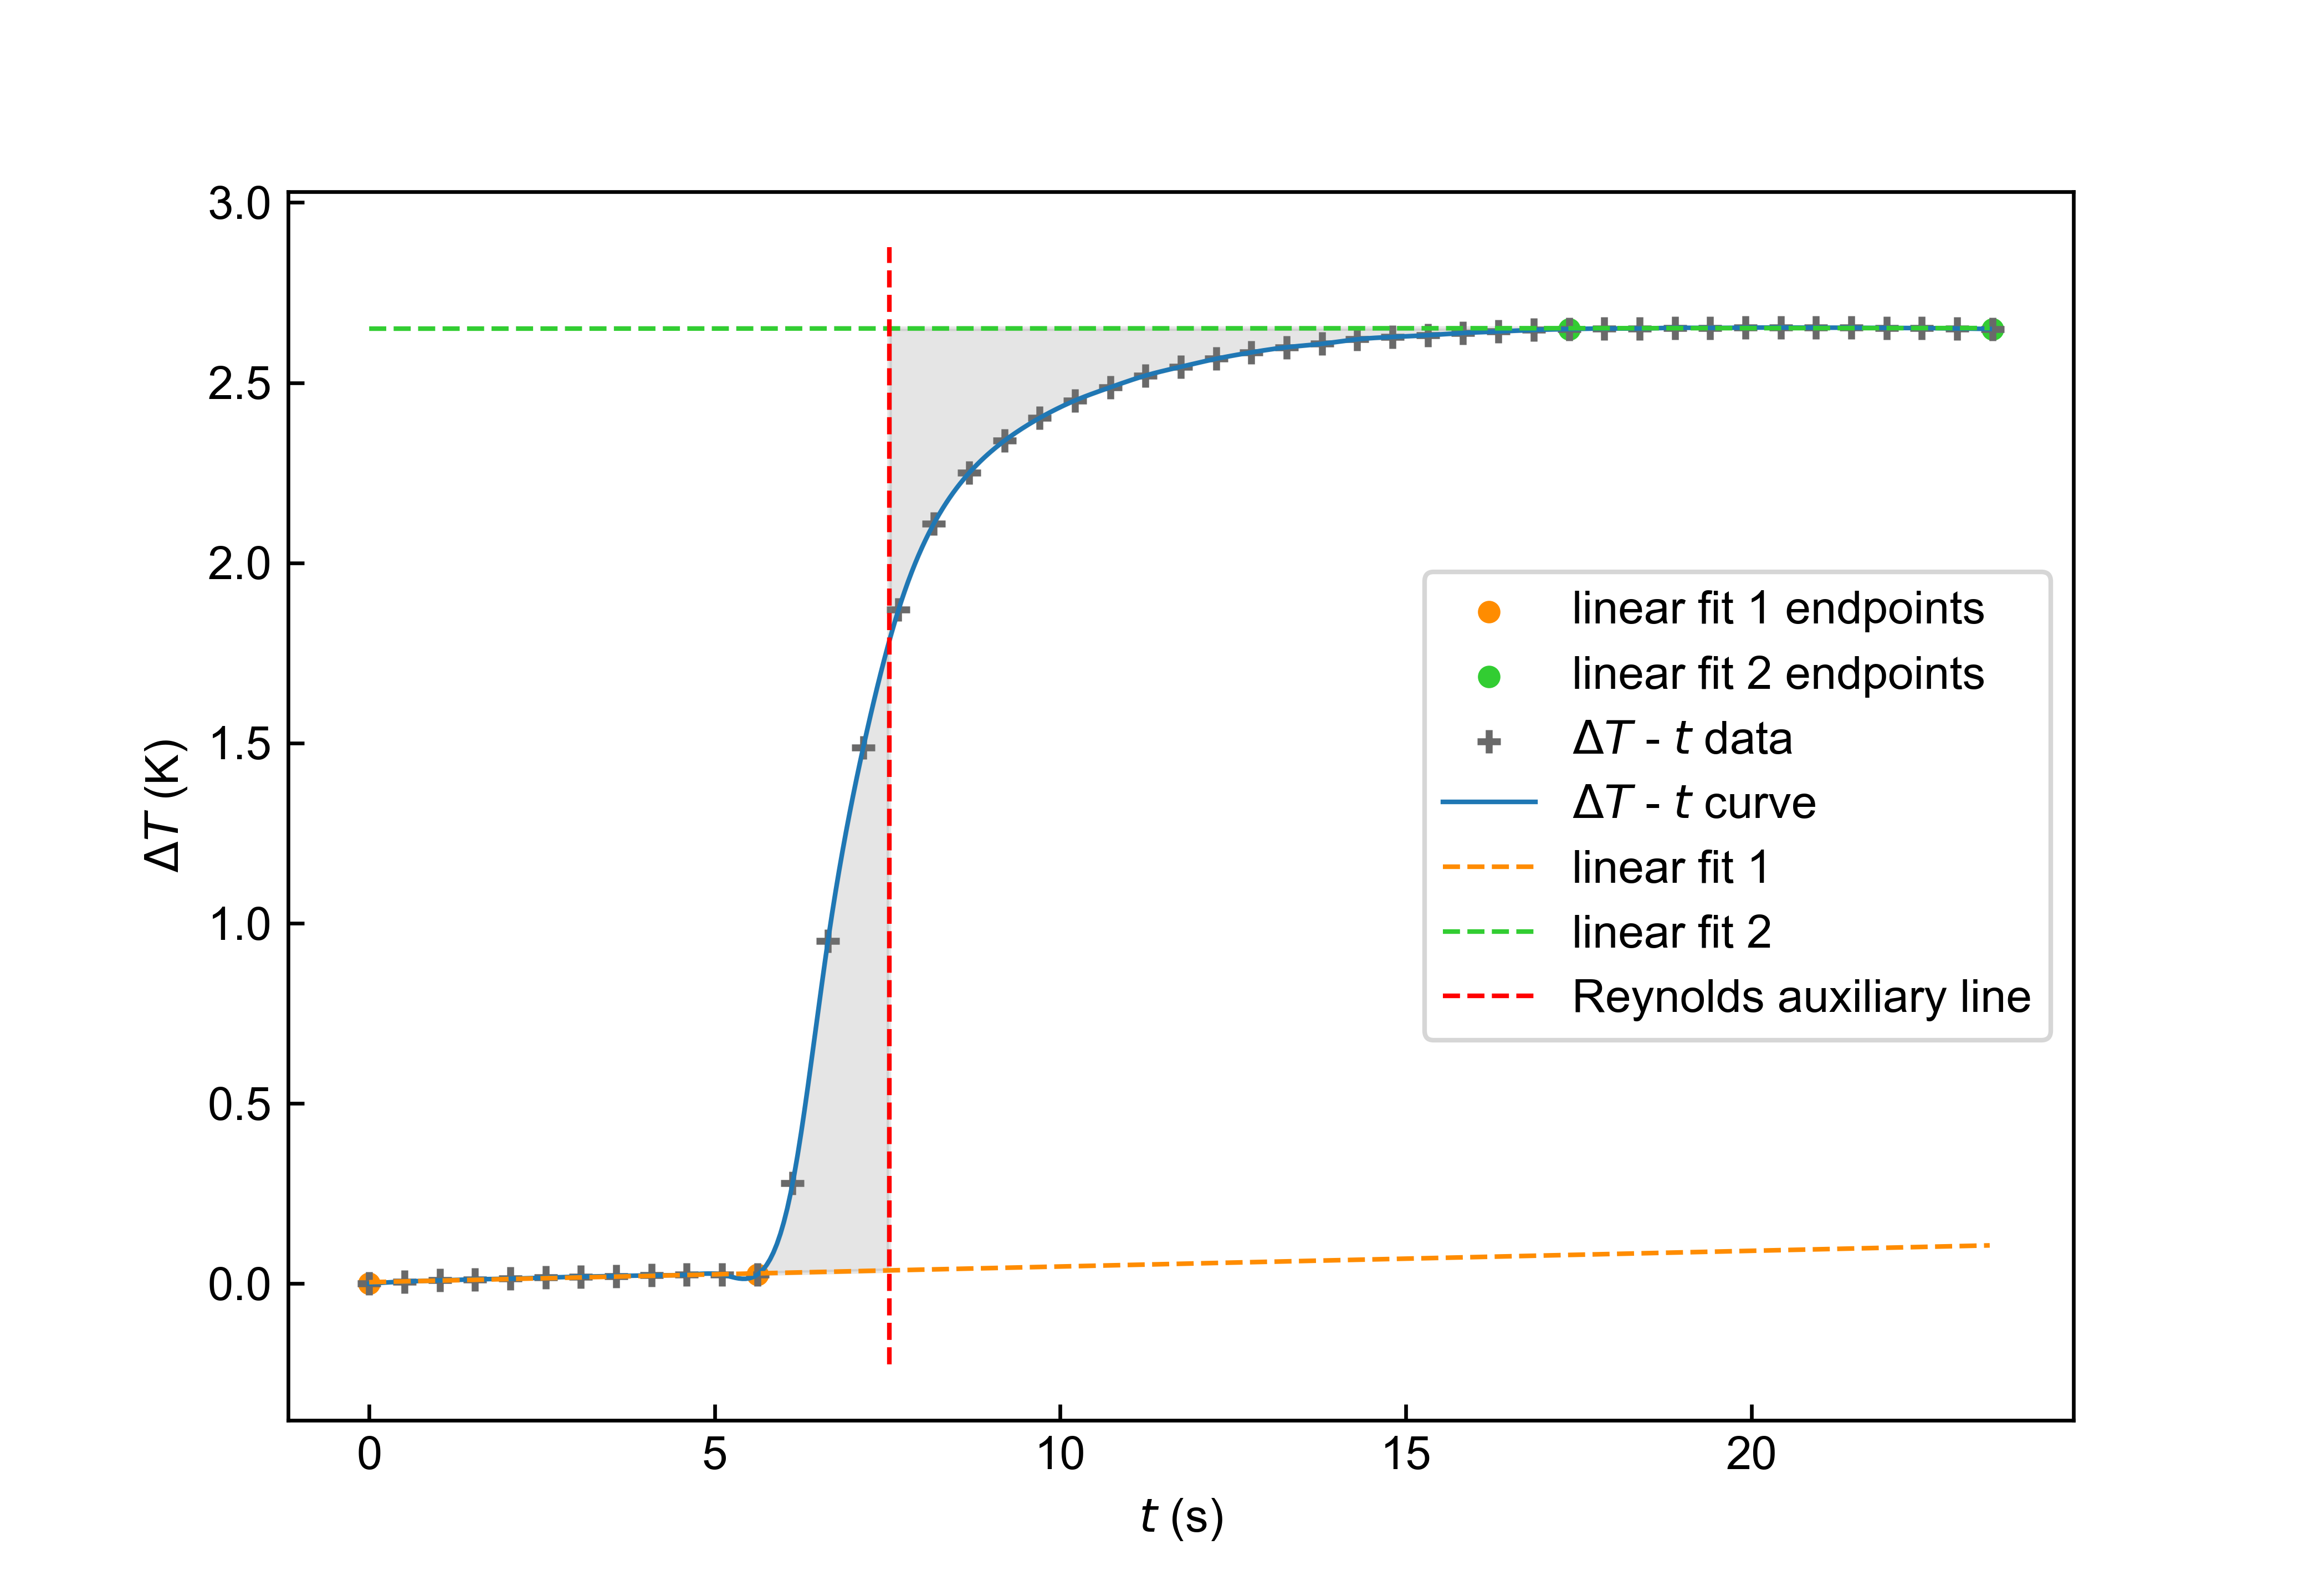 3.0
2.5
2.0
1.5
1.0
0.5
0.0
ΔT (K)
0
5
10
15
20
t (s)
linear fit 1 endpoints
linear fit 2 endpoints
ΔT - t data
ΔT - t curve
linear fit 1
linear fit 2
Reynolds auxiliary line